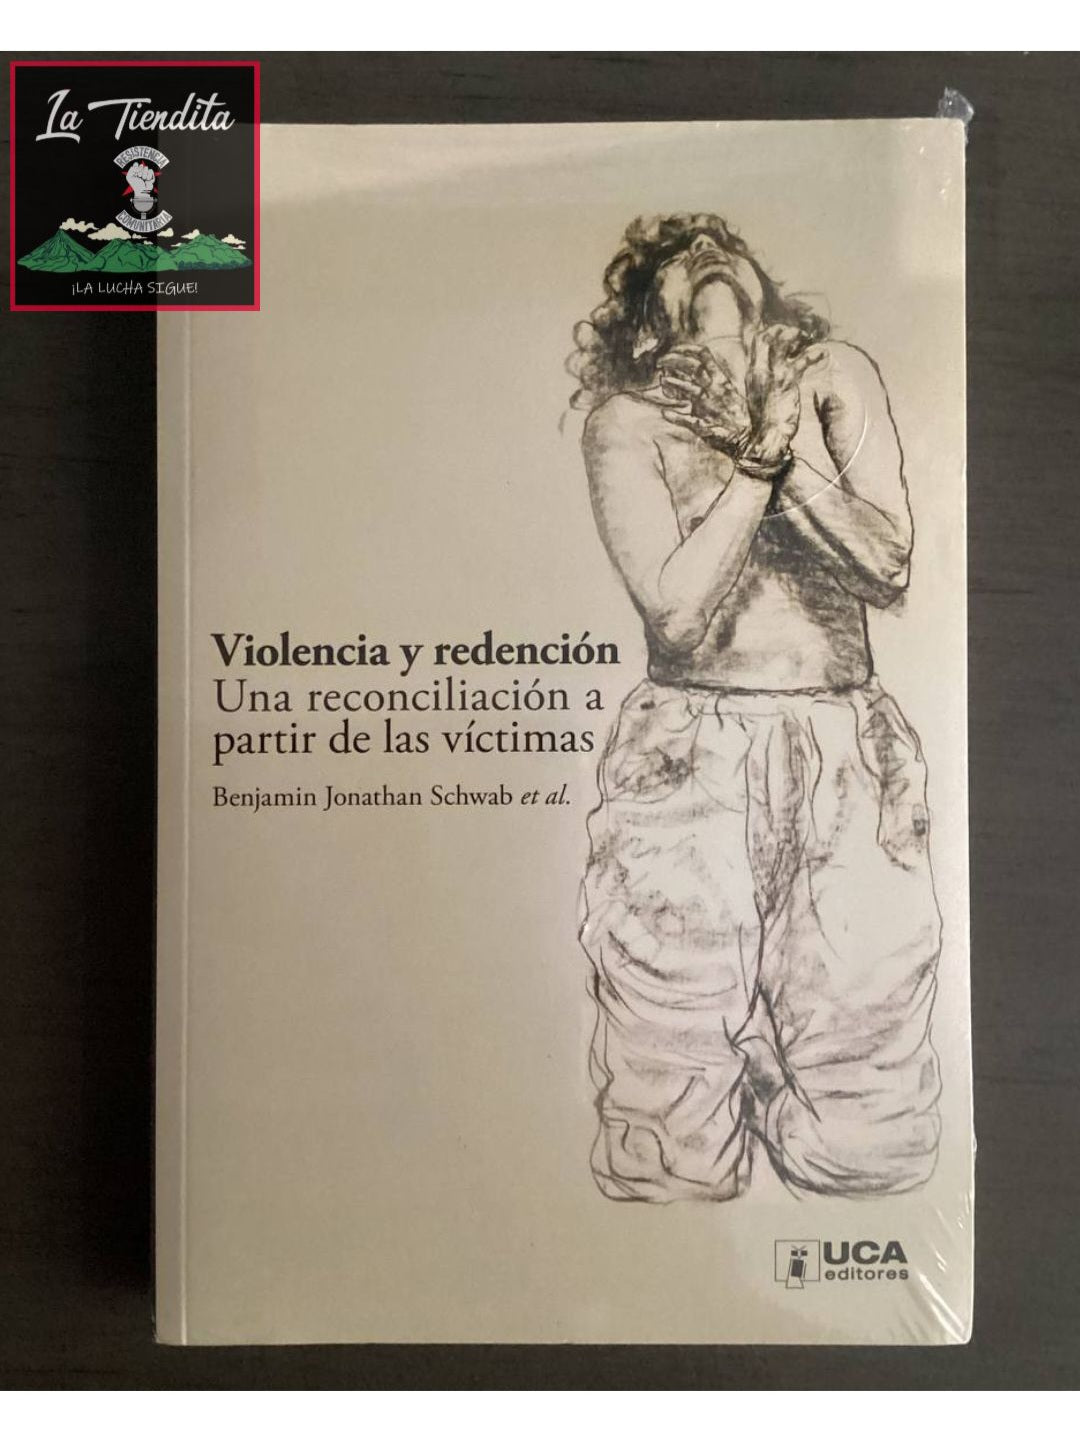 La Tiendita
RESISTENCIA
COMUNITARIA
¡LA LUCHA SIGUE!
Violencia y redención
Una reconciliación a
partir de las víctimas
Benjamin Jonathan Schwab et al.
UCA
editores